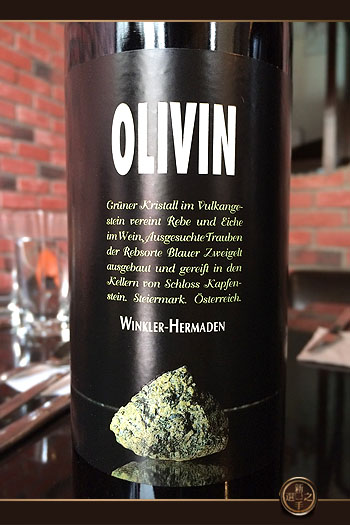 OLIVIN
Grüner Kristall im Vulkange-
stein vereint Rebe und Eiche
im Wein. Ausgesuchte Trauben
der Rebsorte Blauer Zweigelt
ausgebaut und gereift in den
Kellern von Schloss Kapfen-
stein. Steiermark. Österreich.
WINKLER-HERMADEN